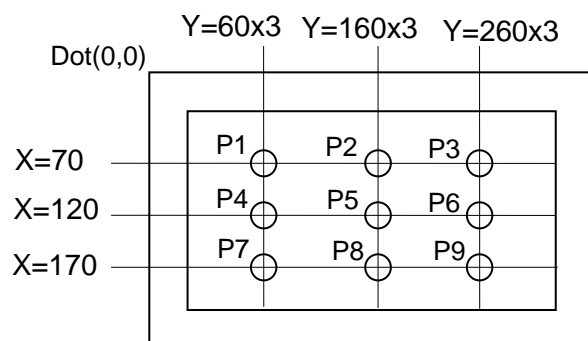 Y=60x3 Y=160x3 Y=260x3
Dot(0,0)
P1 P2 P3
X=70
P4 P5 P6
X=120
P7 P8 P9
X=170